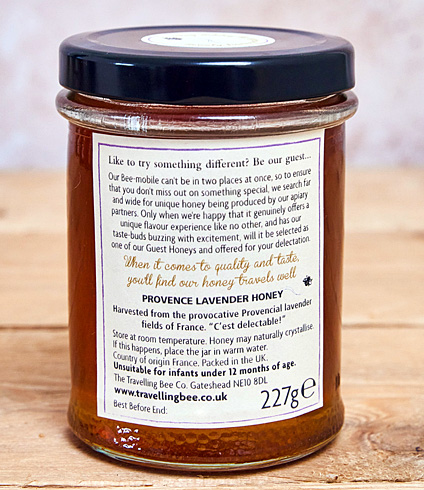 Like to try something different? Be our guest...
Our Bee-mobile can't be in two places at once, so to ensure
that you don't miss out on something special, we search far
and wide for unique honey being produced by our apiary
partners. Only when we're happy that it genuinely offers a
unique flavour experience like no other, and has our
taste-buds buzzing with excitement, will it be selected as
one of our Guest Honeys and offered for your delectation.
When it comes to quality and taste,
you'll find our honey travels well
PROVENCE LAVENDER HONEY
Harvested from the provocative Provencial lavender
fields of France. "C'est delectable!"
Store at room temperature. Honey may naturally crystallise.
If this happens, place the jar in warm water.
Country of origin France. Packed in the UK.
Unsuitable for infants under 12 months of age.
The Travelling Bee Co. Gateshead NE10 8DL
www.travellingbee.co.uk
Best Before End:
227g e